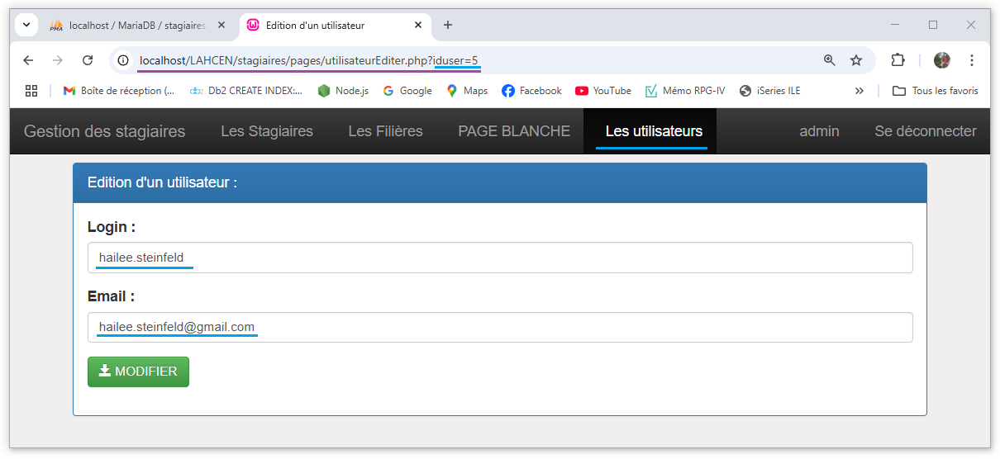 PMA localhost / MariaDB / stagiaires
Edition d'un utilisateur
localhost/LAHCEN/stagiaires/pages/utilisateurEditer.php?iduser=5
Boîte de réception (... Db2 CREATE INDEX:... Node.js Google Maps Facebook YouTube Mémo RPG-IV iSeries ILE » Tous les favoris
Gestion des stagiaires Les Stagiaires Les Filières PAGE BLANCHE Les utilisateurs admin Se déconnecter
Edition d'un utilisateur :
Login :
hailee.steinfeld
Email :
hailee.steinfeld@gmail.com
MODIFIER